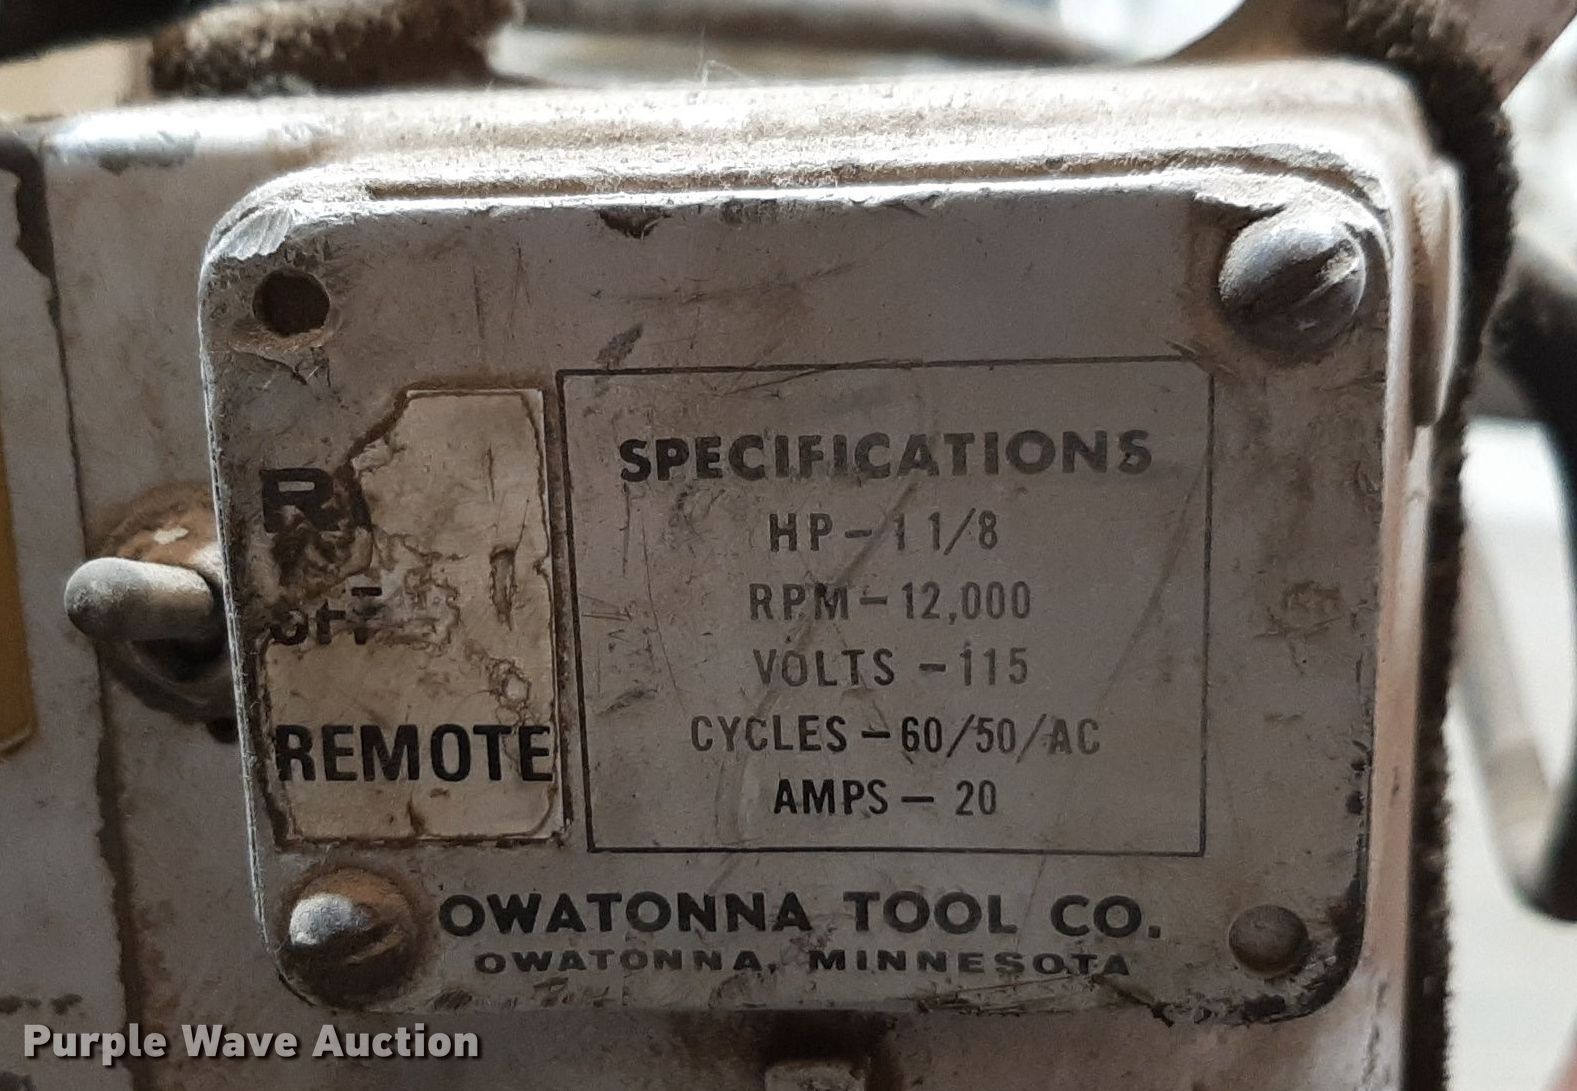 OFF
REMOTE
SPECIFICATIONS
HP-1 1/8
RPM-12,000
VOLTS-115
CYCLES-60/50/AC
AMPS-20
OWATONNA TOOL CO.
OWATONNA, MINNESOTA
Purple Wave Auction